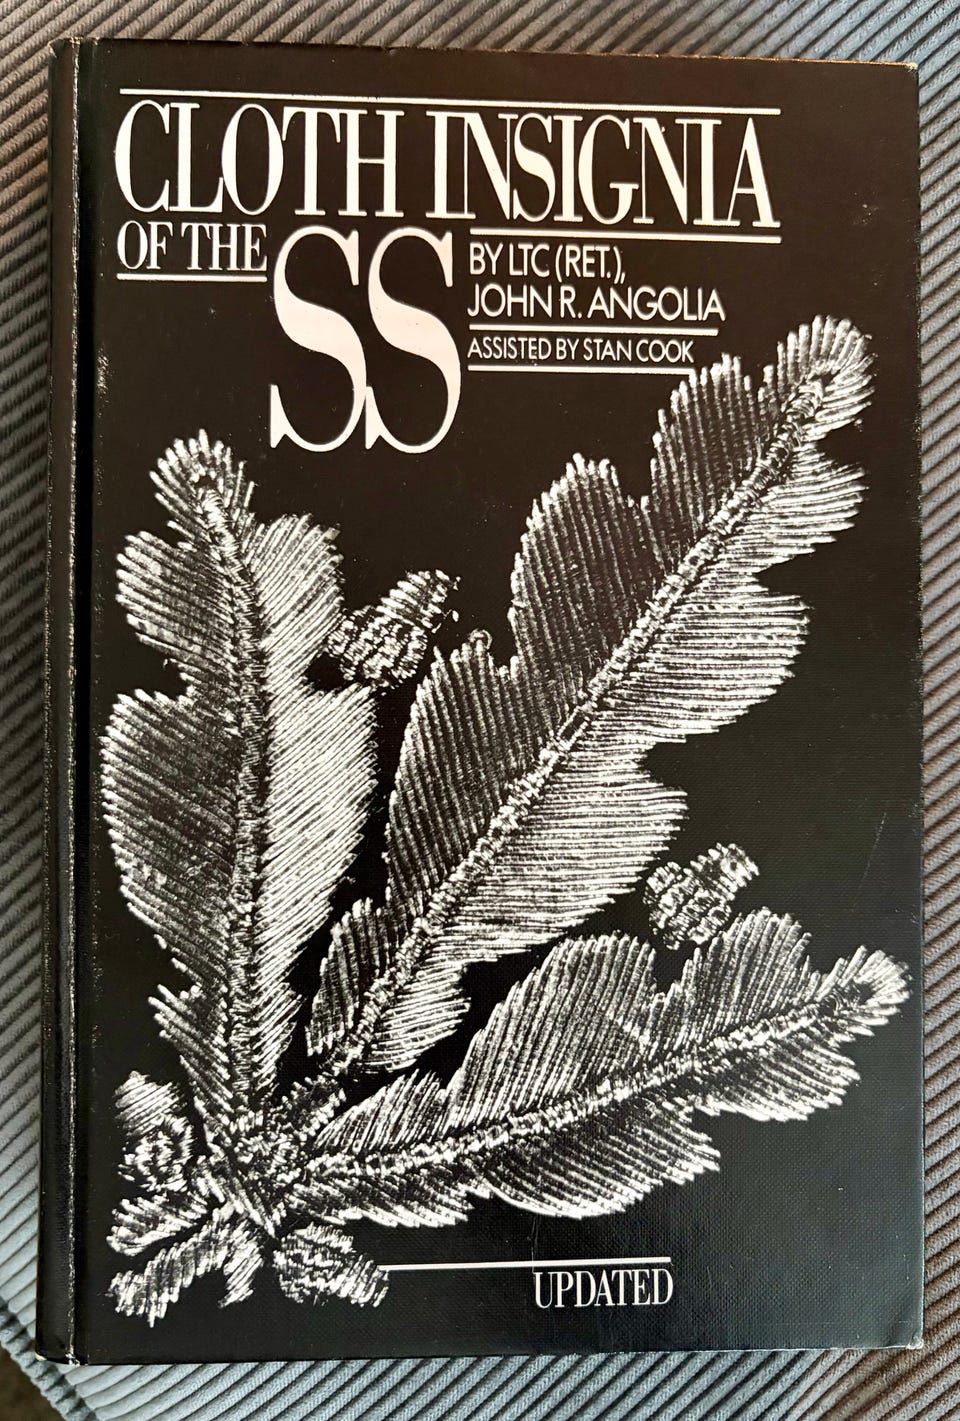 CLOTH INSIGNIA
OF THE SS
BY LTC (RET.),
JOHN R. ANGOLIA
ASSISTED BY STAN COOK
UPDATED